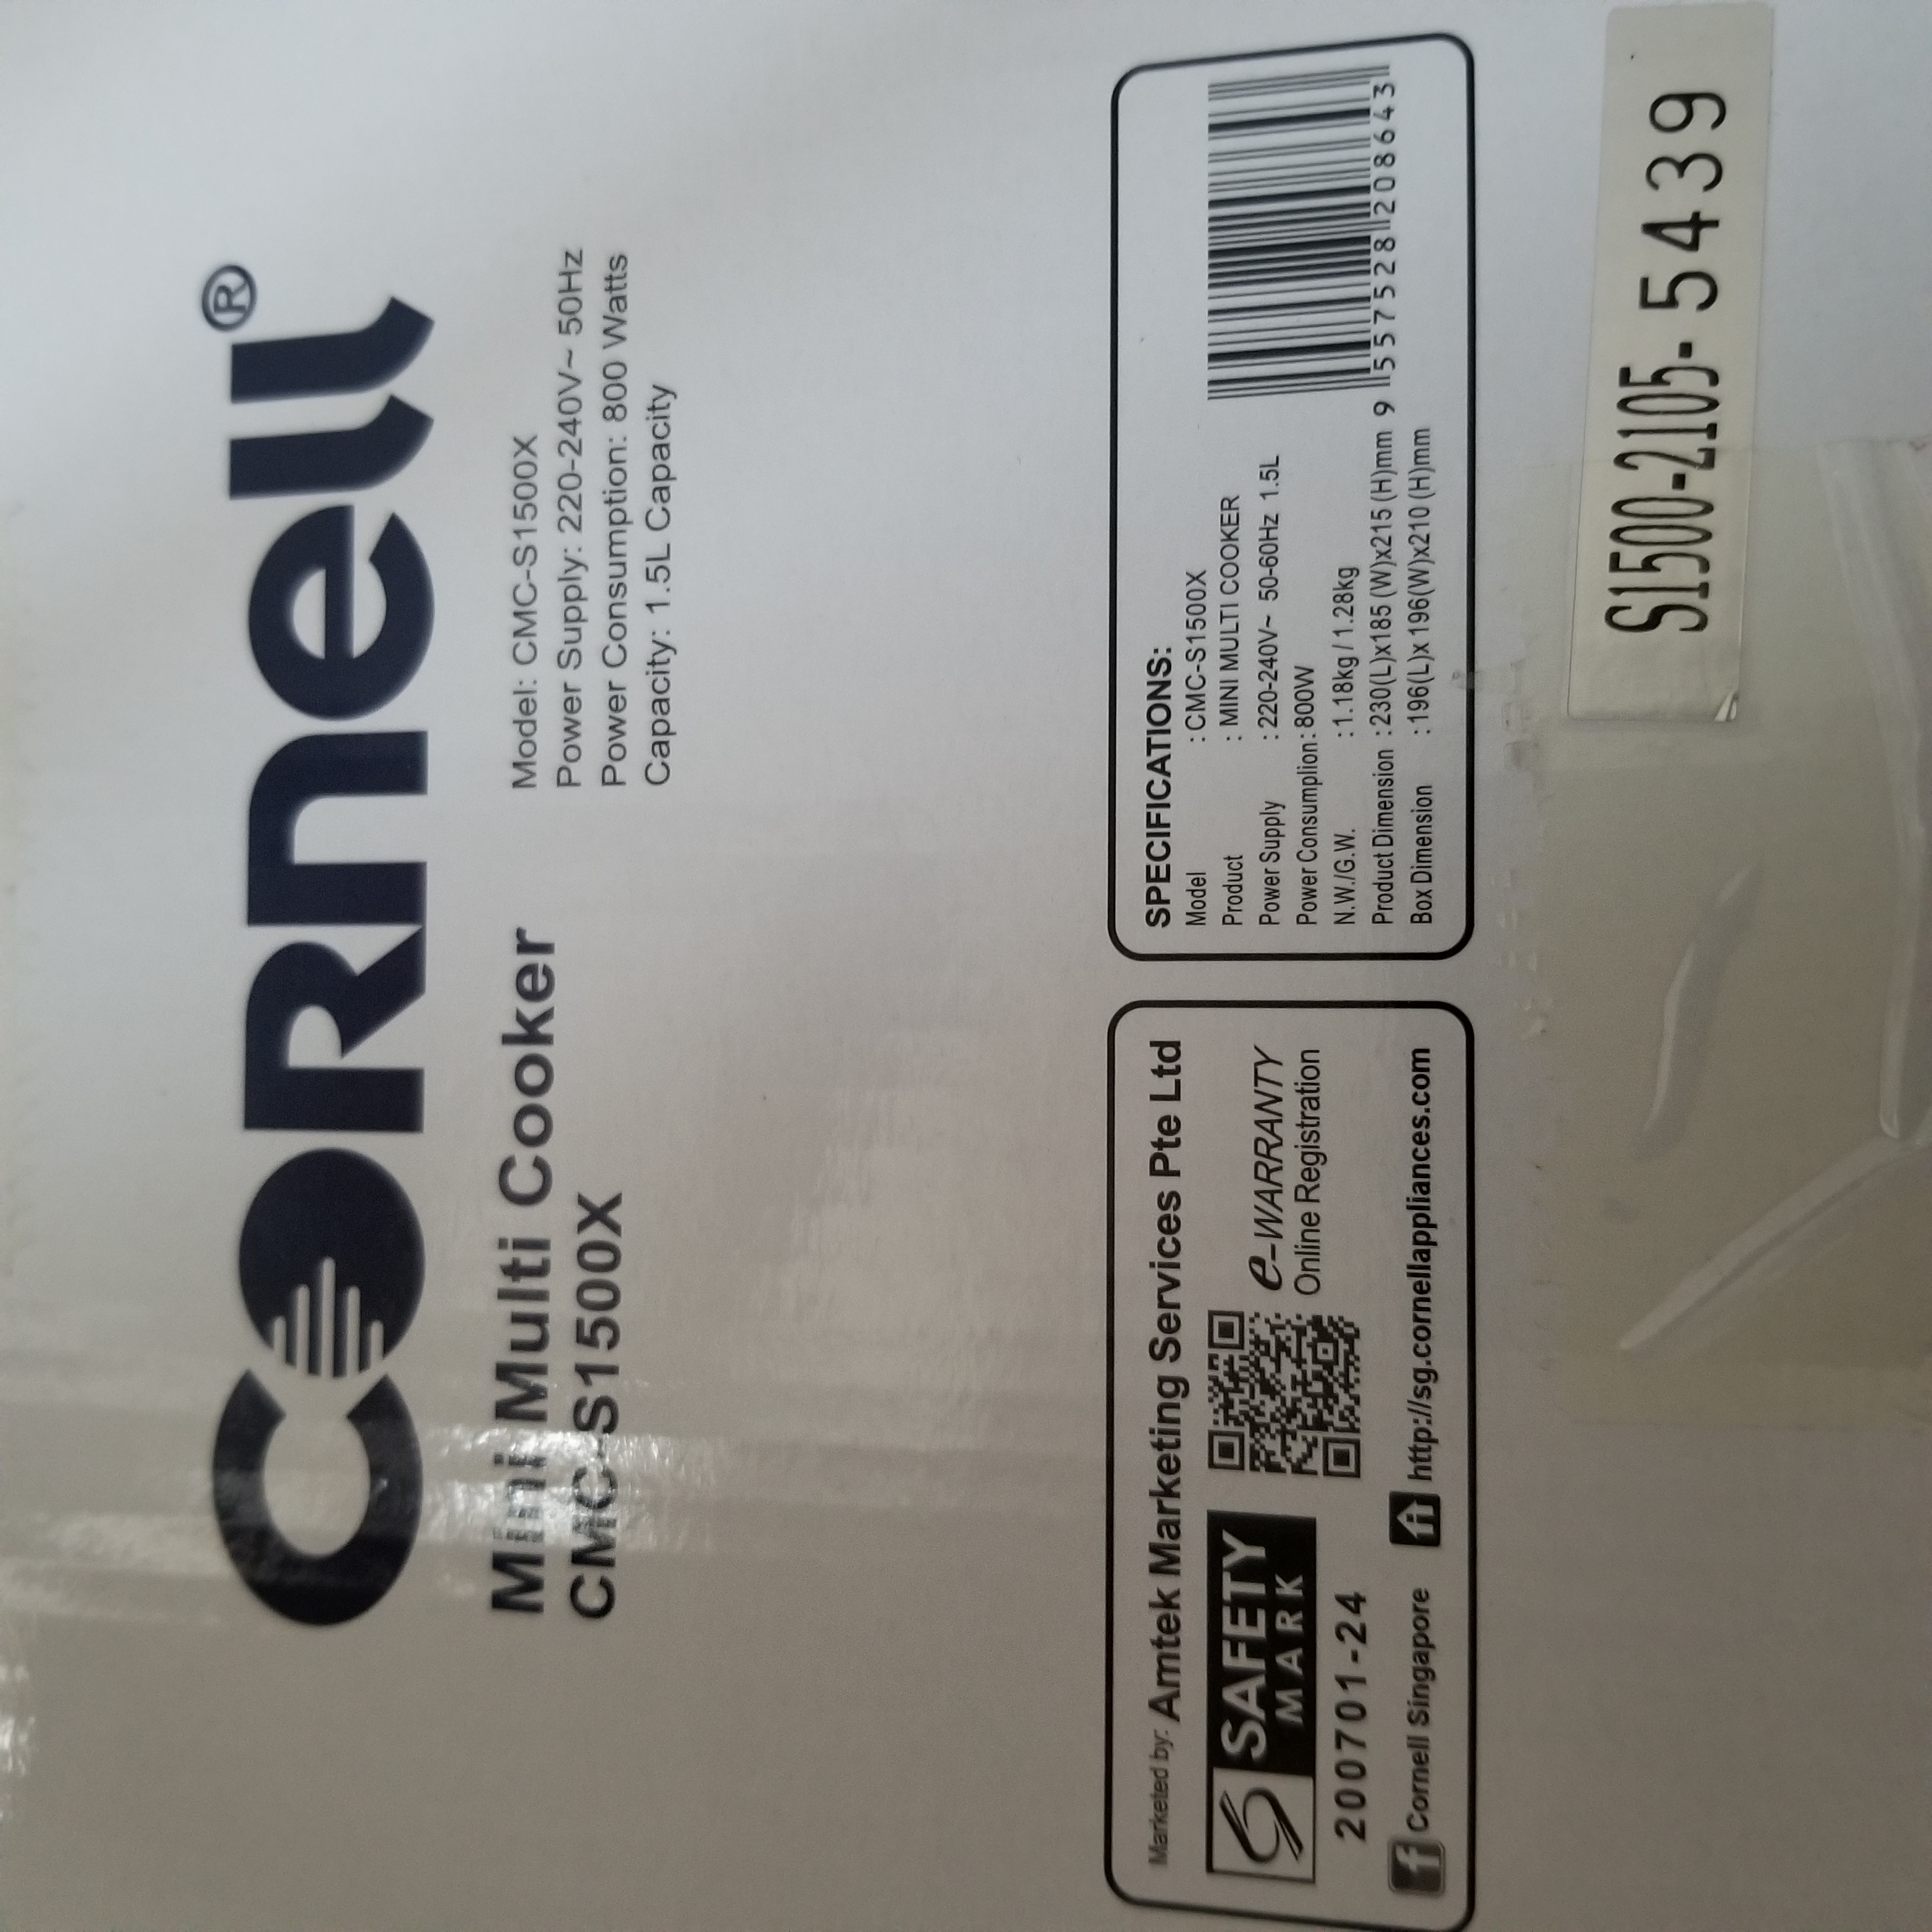 CORnell®
Mini Multi Cooker
CMC-S1500X
Model: CMC-S1500X
Power Supply: 220-240V~ 50Hz
Power Consumption: 800 Watts
Capacity: 1.5L Capacity
Marketed by: Amtek Marketing Services Pte Ltd
SAFETY
MARK
200701-24
e-WARRANTY
Online Registration
f Cornell Singapore
http://sg.cornellappliances.com
SPECIFICATIONS:
Model : CMC-S1500X
Product : MINI MULTI COOKER
Power Supply : 220-240V~ 50-60Hz 1.5L
Power Consumplion : 800W
N.W./G.W. : 1.18kg / 1.28kg
Product Dimension : 230(L)x185 (W)x215 (H)mm
Box Dimension : 196(L)x 196(W)x210 (H)mm
9 557528 208643
S1500-2105- 5439